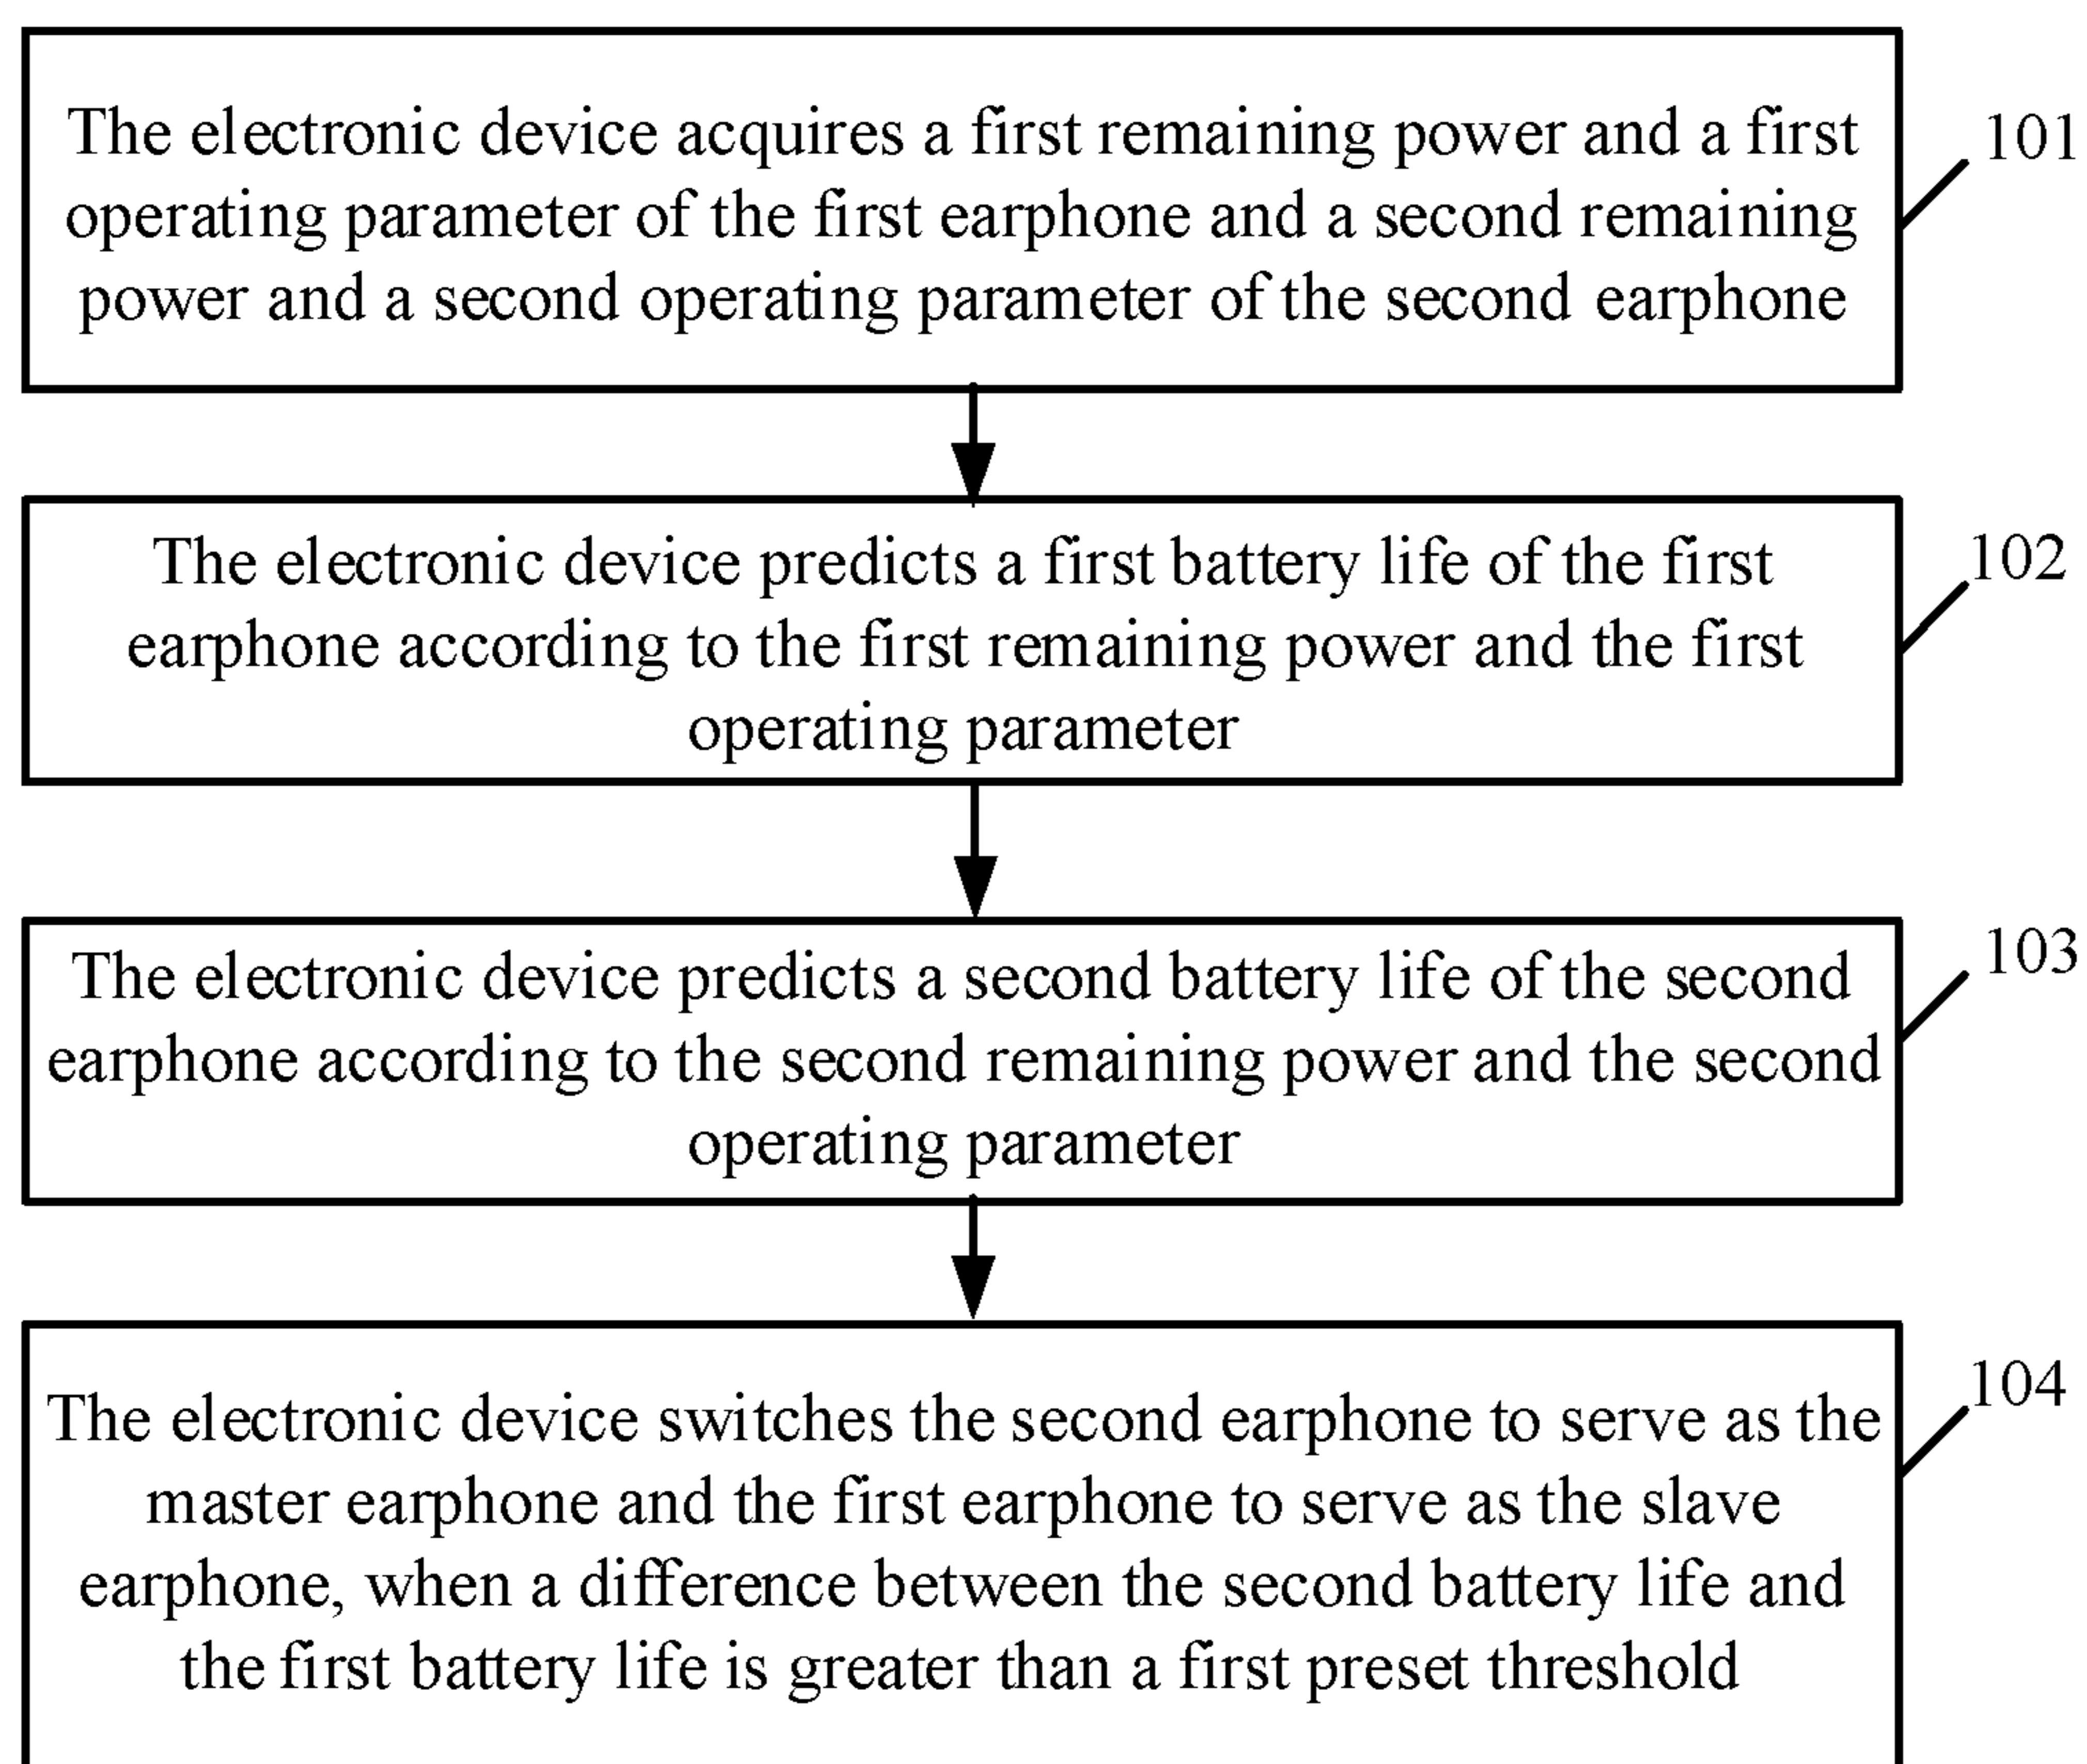 The electronic device acquires a first remaining power and a first
operating parameter of the first earphone and a second remaining
power and a second operating parameter of the second earphone
101
The electronic device predicts a first battery life of the first
earphone according to the first remaining power and the first
operating parameter
102
The electronic device predicts a second battery life of the second
earphone according to the second remaining power and the second
operating parameter
103
The electronic device switches the second earphone to serve as the
master earphone and the first earphone to serve as the slave
earphone, when a difference between the second battery life and
the first battery life is greater than a first preset threshold
104